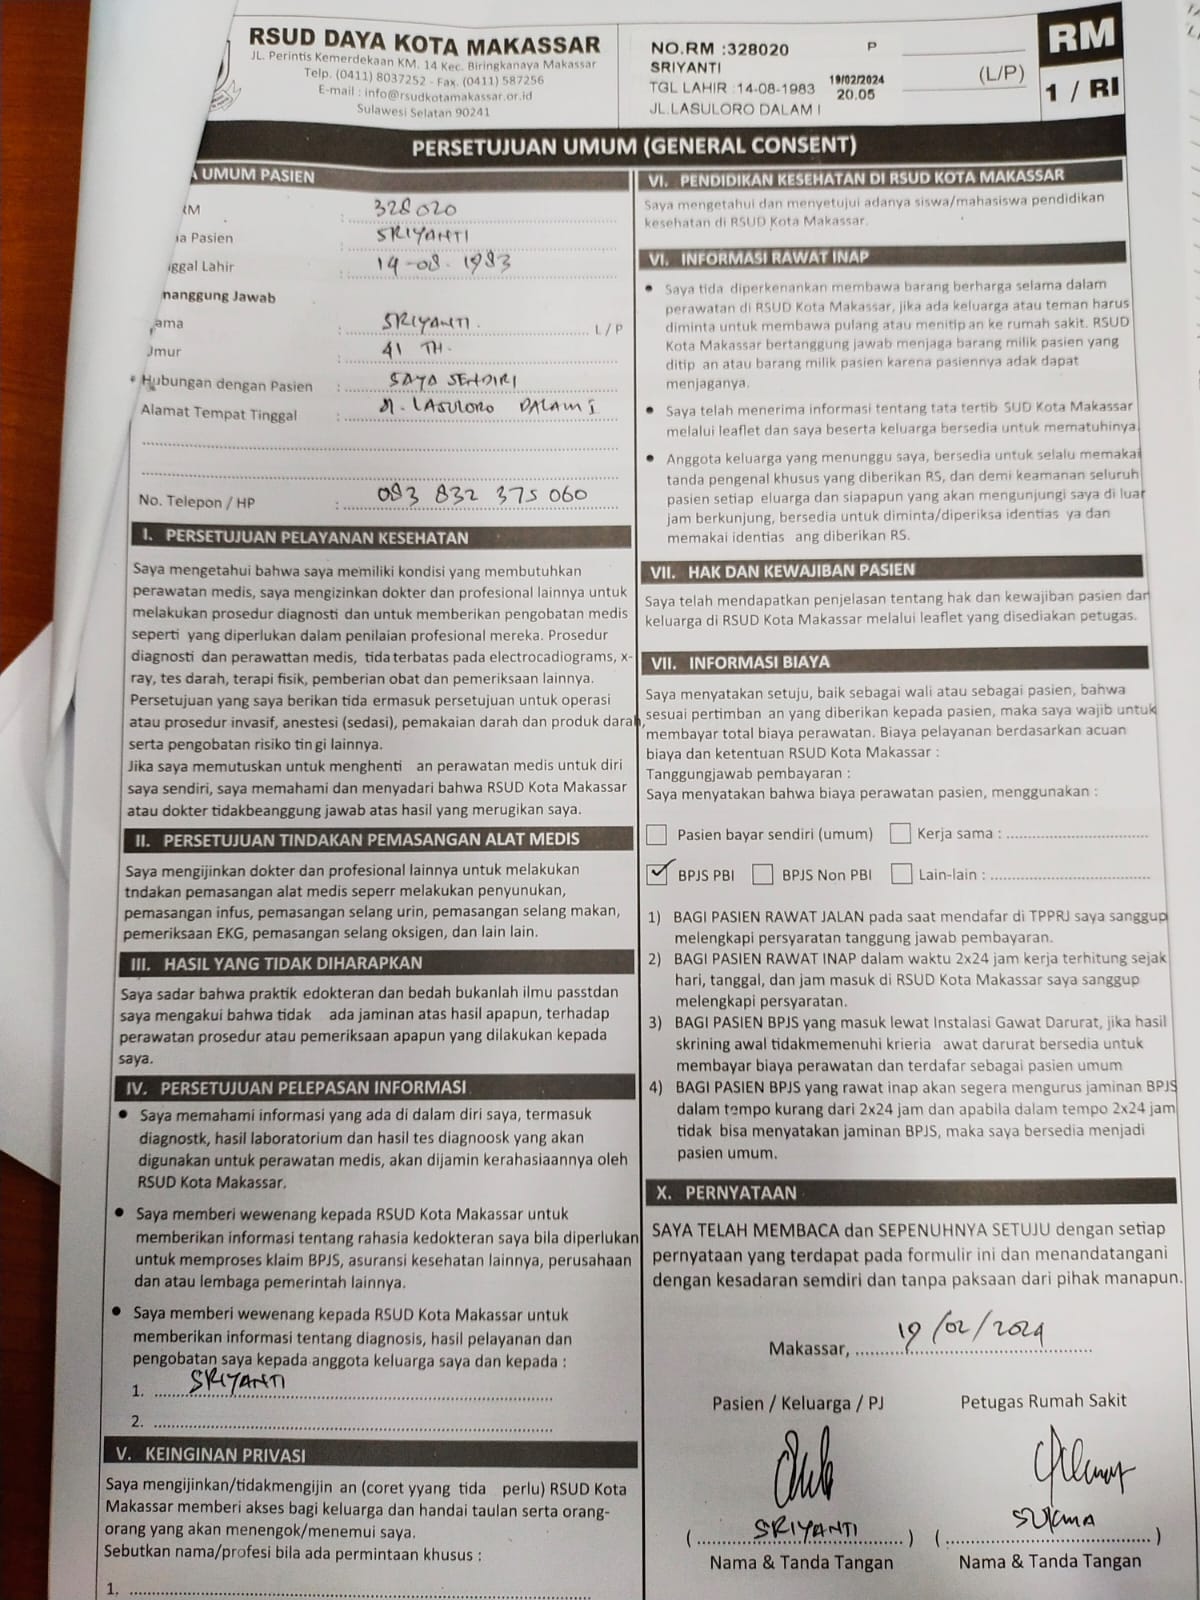 RSUD DAYA KOTA MAKASSAR
JL. Perintis Kemerdekaan KM. 14 Kec. Biringkanaya Makassar
Telp. (0411) 8037252 - Fax. (0411) 587256
E-mail : info@rsudkotamakassar.or.id
Sulawesi Selatan 90241
NO.RM :328020 P
SRIYANTI
TGL LAHIR :14-08-1983 19/02/2024
20.05
JL.LASULORO DALAM I
(L/P)
RM
1 / RI
PERSETUJUAN UMUM (GENERAL CONSENT)
A UMUM PASIEN
RM : 328020
a Pasien : SRIYANTI
ggal Lahir : 14-08-1983
nanggung Jawab
ama : SRIYANTI. L / P
Umur : 41 TH.
Hubungan dengan Pasien : SAYA SENDIRI
Alamat Tempat Tinggal : Jl. LASULORO DALAM I
No. Telepon / HP : 083 832 375 060
I. PERSETUJUAN PELAYANAN KESEHATAN
Saya mengetahui bahwa saya memiliki kondisi yang membutuhkan
perawatan medis, saya mengizinkan dokter dan profesional lainnya untuk
melakukan prosedur diagnosti dan untuk memberikan pengobatan medis
seperti yang diperlukan dalam penilaian profesional mereka. Prosedur
diagnosti dan perawattan medis, tida terbatas pada electrocadiograms, x-
ray, tes darah, terapi fisik, pemberian obat dan pemeriksaan lainnya.
Persetujuan yang saya berikan tida ermasuk persetujuan untuk operasi
atau prosedur invasif, anestesi (sedasi), pemakaian darah dan produk darah,
serta pengobatan risiko tin gi lainnya.
Jika saya memutuskan untuk menghenti an perawatan medis untuk diri
saya sendiri, saya memahami dan menyadari bahwa RSUD Kota Makassar
atau dokter tidakbeanggung jawab atas hasil yang merugikan saya.
II. PERSETUJUAN TINDAKAN PEMASANGAN ALAT MEDIS
Saya mengijinkan dokter dan profesional lainnya untuk melakukan
tndakan pemasangan alat medis seperr melakukan penyunukan,
pemasangan infus, pemasangan selang urin, pemasangan selang makan,
pemeriksaan EKG, pemasangan selang oksigen, dan lain lain.
III. HASIL YANG TIDAK DIHARAPKAN
Saya sadar bahwa praktik edokteran dan bedah bukanlah ilmu passtdan
saya mengakui bahwa tidak ada jaminan atas hasil apapun, terhadap
perawatan prosedur atau pemeriksaan apapun yang dilakukan kepada
saya.
IV. PERSETUJUAN PELEPASAN INFORMASI
• Saya memahami informasi yang ada di dalam diri saya, termasuk
diagnostk, hasil laboratorium dan hasil tes diagnoosk yang akan
digunakan untuk perawatan medis, akan dijamin kerahasiaannya oleh
RSUD Kota Makassar.
• Saya memberi wewenang kepada RSUD Kota Makassar untuk
memberikan informasi tentang rahasia kedokteran saya bila diperlukan
untuk memproses klaim BPJS, asuransi kesehatan lainnya, perusahaan
dan atau lembaga pemerintah lainnya.
• Saya memberi wewenang kepada RSUD Kota Makassar untuk
memberikan informasi tentang diagnosis, hasil pelayanan dan
pengobatan saya kepada anggota keluarga saya dan kepada :
1. SRIYANTI
2.
V. KEINGINAN PRIVASI
Saya mengijinkan/tidakmengijin an (coret yyang tida perlu) RSUD Kota
Makassar memberi akses bagi keluarga dan handai taulan serta orang-
orang yang akan menengok/menemui saya.
Sebutkan nama/profesi bila ada permintaan khusus :
1.
VI. PENDIDIKAN KESEHATAN DI RSUD KOTA MAKASSAR
Saya mengetahui dan menyetujui adanya siswa/mahasiswa pendidikan
kesehatan di RSUD Kota Makassar.
VI. INFORMASI RAWAT INAP
• Saya tida diperkenankan membawa barang berharga selama dalam
perawatan di RSUD Kota Makassar, jika ada keluarga atau teman harus
diminta untuk membawa pulang atau menitip an ke rumah sakit. RSUD
Kota Makassar bertanggung jawab menjaga barang milik pasien yang
ditip an atau barang milik pasien karena pasiennya adak dapat
menjaganya.
• Saya telah menerima informasi tentang tata tertib SUD Kota Makassar
melalui leaflet dan saya beserta keluarga bersedia untuk mematuhinya.
• Anggota keluarga yang menunggu saya, bersedia untuk selalu memakai
tanda pengenal khusus yang diberikan RS, dan demi keamanan seluruh
pasien setiap eluarga dan siapapun yang akan mengunjungi saya di luar
jam berkunjung, bersedia untuk diminta/diperiksa identias ya dan
memakai identias ang diberikan RS.
VII. HAK DAN KEWAJIBAN PASIEN
Saya telah mendapatkan penjelasan tentang hak dan kewajiban pasien dan
keluarga di RSUD Kota Makassar melalui leaflet yang disediakan petugas.
VII. INFORMASI BIAYA
Saya menyatakan setuju, baik sebagai wali atau sebagai pasien, bahwa
sesuai pertimban an yang diberikan kepada pasien, maka saya wajib untuk
membayar total biaya perawatan. Biaya pelayanan berdasarkan acuan
biaya dan ketentuan RSUD Kota Makassar :
Tanggungjawab pembayaran :
Saya menyatakan bahwa biaya perawatan pasien, menggunakan :
Pasien bayar sendiri (umum) Kerja sama :
✓ BPJS PBI BPJS Non PBI Lain-lain :
1) BAGI PASIEN RAWAT JALAN pada saat mendafar di TPPRJ saya sanggup
melengkapi persyaratan tanggung jawab pembayaran.
2) BAGI PASIEN RAWAT INAP dalam waktu 2x24 jam kerja terhitung sejak
hari, tanggal, dan jam masuk di RSUD Kota Makassar saya sanggup
melengkapi persyaratan.
3) BAGI PASIEN BPJS yang masuk lewat Instalasi Gawat Darurat, jika hasil
skrining awal tidakmemenuhi krieria awat darurat bersedia untuk
membayar biaya perawatan dan terdafar sebagai pasien umum
4) BAGI PASIEN BPJS yang rawat inap akan segera mengurus jaminan BPJS
dalam tempo kurang dari 2x24 jam dan apabila dalam tempo 2x24 jam
tidak bisa menyatakan jaminan BPJS, maka saya bersedia menjadi
pasien umum.
X. PERNYATAAN
SAYA TELAH MEMBACA dan SEPENUHNYA SETUJU dengan setiap
pernyataan yang terdapat pada formulir ini dan menandatangani
dengan kesadaran semdiri dan tanpa paksaan dari pihak manapun.
Makassar, 19/02/2024
Pasien / Keluarga / PJ Petugas Rumah Sakit
( SRIYANTI ) ( SUKMA )
Nama & Tanda Tangan Nama & Tanda Tangan